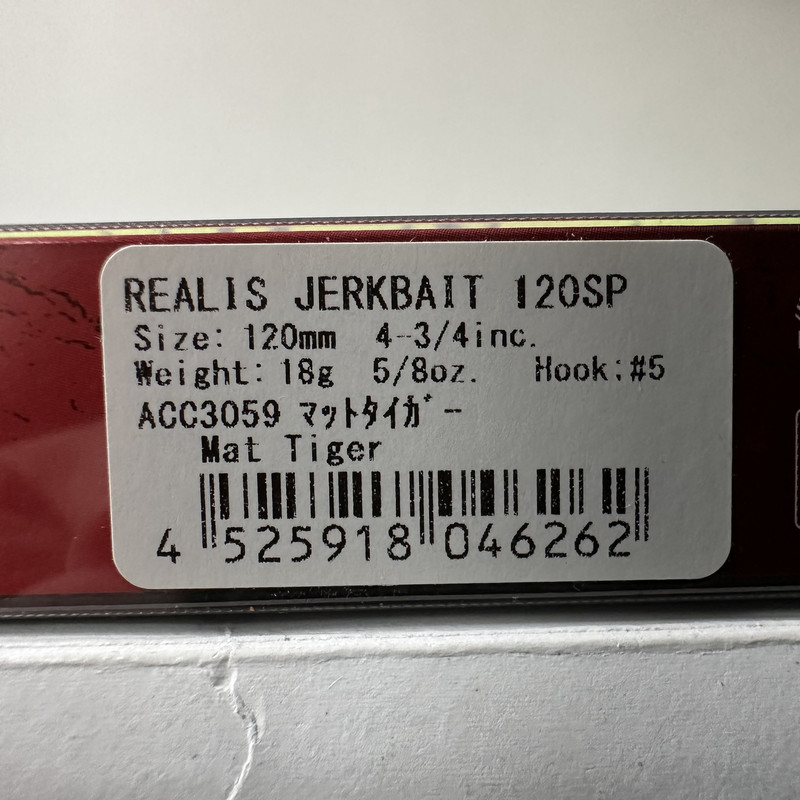 REALIS JERKBAIT 120SP
Size: 120mm 4-3/4inc.
Weight: 18g 5/8oz. Hook:#5
ACC3059 マットタイガー
Mat Tiger
4 525918 046262